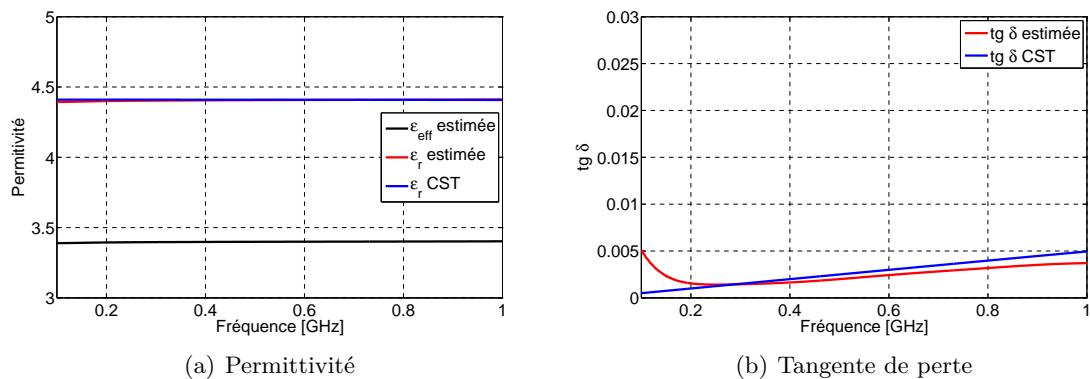 5
4.5
4
3.5
3
Permitivité
ε_eff estimée
ε_r estimée
ε_r CST
0.2 0.4 0.6 0.8 1
Fréquence [GHz]
(a) Permittivité
0.03
0.025
0.02
0.015
0.01
0.005
0
tg δ
tg δ estimée
tg δ CST
0.2 0.4 0.6 0.8 1
Fréquence [GHz]
(b) Tangente de perte